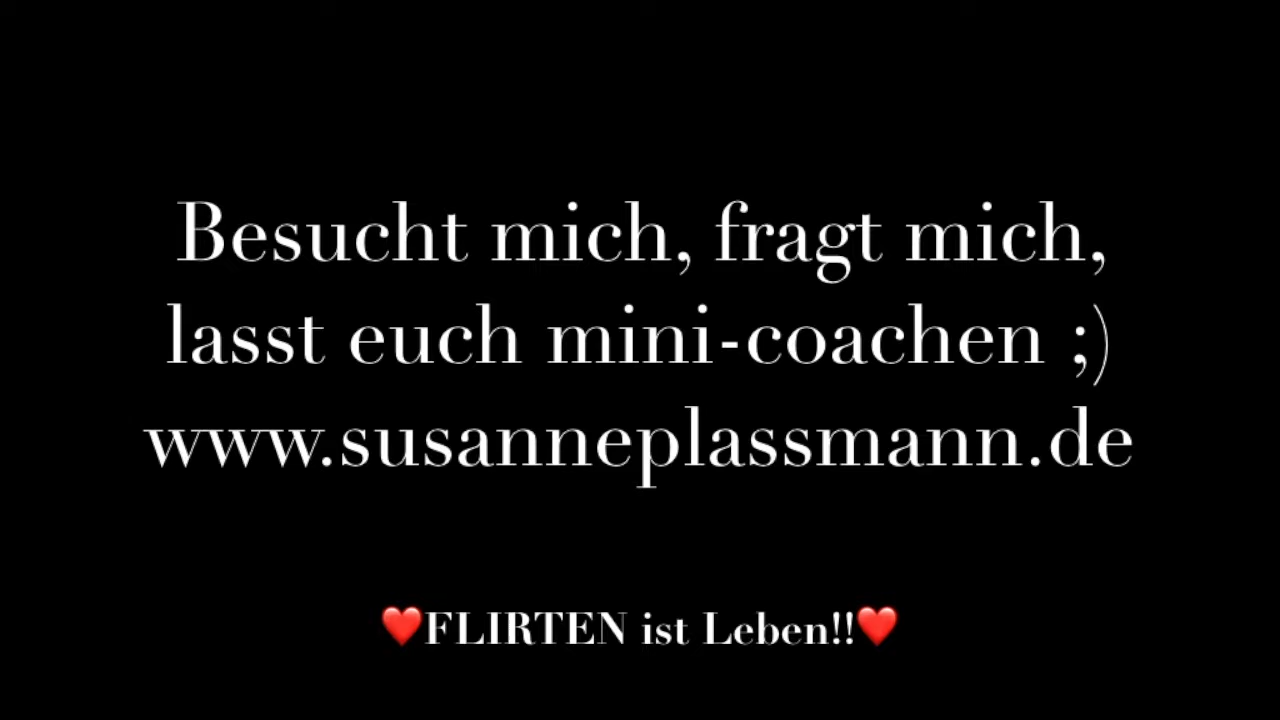 Besucht mich, fragt mich,
lasst euch mini-coachen ;)
www.susanneplassmann.de
❤️FLIRTEN ist Leben!!❤️